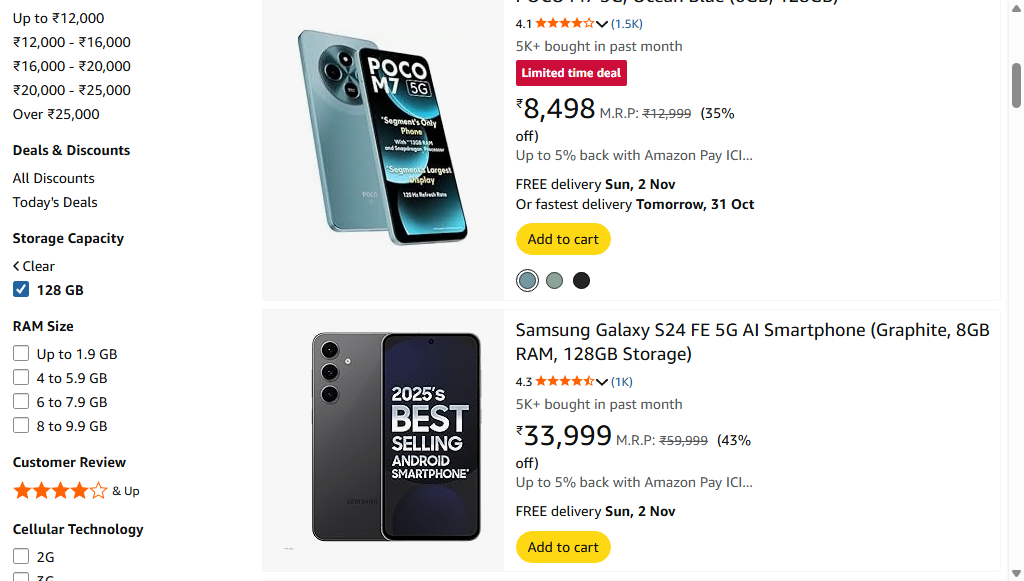 Up to ₹12,000
₹12,000 - ₹16,000
₹16,000 - ₹20,000
₹20,000 - ₹25,000
Over ₹25,000
Deals & Discounts
All Discounts
Today's Deals
Storage Capacity
Clear
128 GB
RAM Size
Up to 1.9 GB
4 to 5.9 GB
6 to 7.9 GB
8 to 9.9 GB
Customer Review
& Up
Cellular Technology
2G
3G
POCO
M7 5G
"Segment's Only
Phone
With "12GB RAM
and Snapdragon Processor
"Segment's Largest
Display
120 Hz Refresh Rate
POCO
POCO M7 5G, Ocean Blue (6GB, 128GB)
4.1 (1.5K)
5K+ bought in past month
Limited time deal
₹8,498 M.R.P: ₹12,999 (35%
off)
Up to 5% back with Amazon Pay ICI…
FREE delivery Sun, 2 Nov
Or fastest delivery Tomorrow, 31 Oct
Add to cart
2025's
BEST
SELLING
ANDROID
SMARTPHONE*
SAMSUNG
Samsung Galaxy S24 FE 5G AI Smartphone (Graphite, 8GB
RAM, 128GB Storage)
4.3 (1K)
5K+ bought in past month
₹33,999 M.R.P: ₹59,999 (43%
off)
Up to 5% back with Amazon Pay ICI…
FREE delivery Sun, 2 Nov
Add to cart